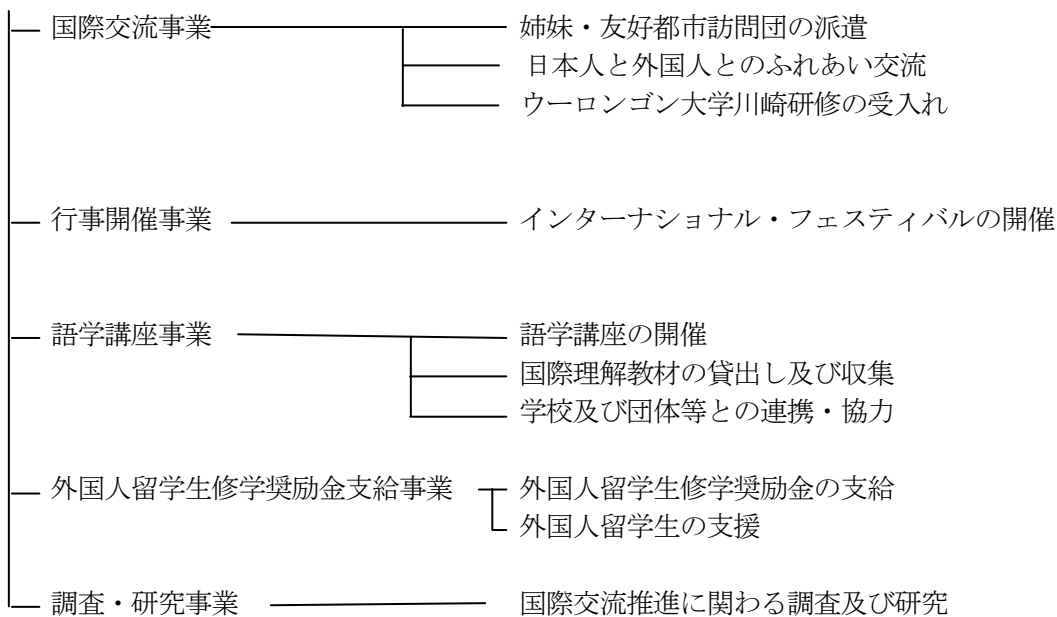 国際交流事業 姉妹・友好都市訪問団の派遣
日本人と外国人とのふれあい交流
ウーロンゴン大学川崎研修の受入れ
行事開催事業 インターナショナル・フェスティバルの開催
語学講座事業 語学講座の開催
国際理解教材の貸出し及び収集
学校及び団体等との連携・協力
外国人留学生修学奨励金支給事業 外国人留学生修学奨励金の支給
外国人留学生の支援
調査・研究事業 国際交流推進に関わる調査及び研究